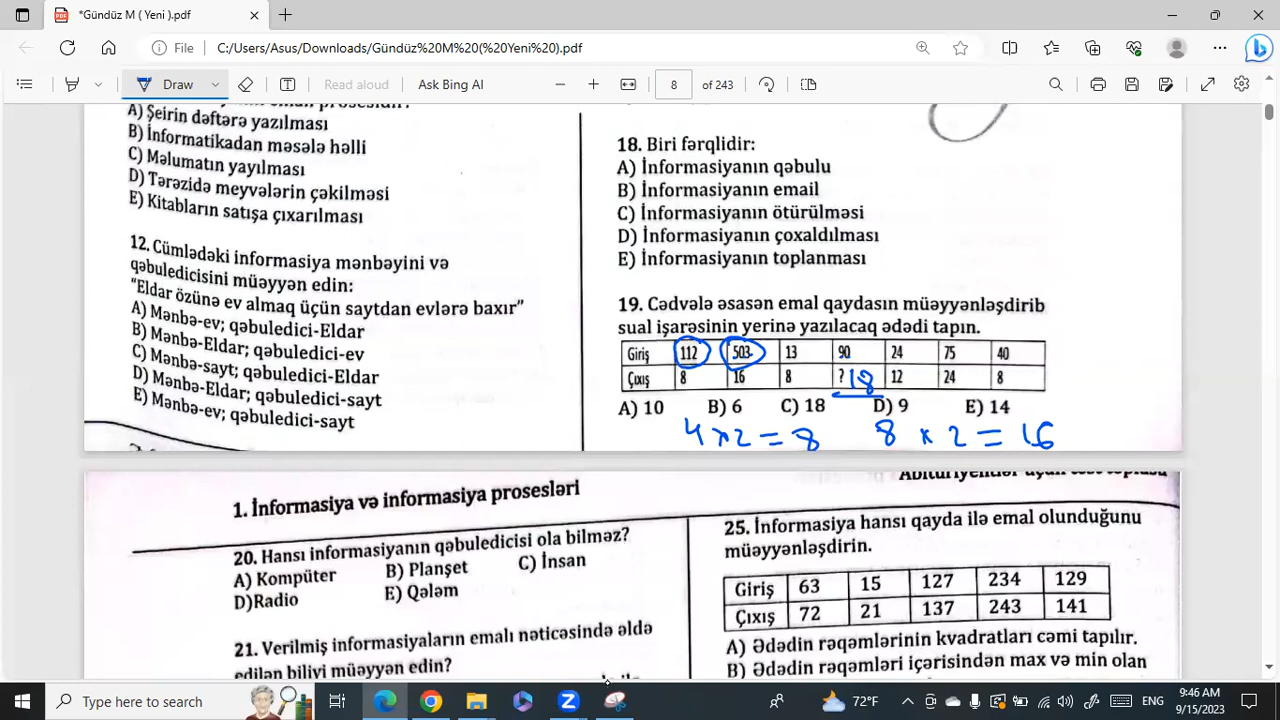 *Gündüz M ( Yeni ).pdf
File
C:/Users/Asus/Downloads/Gündüz%20M%20(%20Yeni%20).pdf
Draw
Read aloud
Ask Bing AI
8
of 243
A) Şeirin dəftərə yazılması
B) İnformatikadan məsələ həlli
C) Məlumatın yayılması
D) Tərəzidə meyvələrin çəkilməsi
E) Kitabların satışa çıxarılması
12. Cümlədəki informasiya mənbəyini və
qəbuledicisini müəyyən edin:
"Eldar özünə ev almaq üçün saytdan evlərə baxır"
A) Mənbə-ev; qəbuledici-Eldar
B) Mənbə-Eldar; qəbuledici-ev
C) Mənbə-sayt; qəbuledici-Eldar
D) Mənbə-Eldar; qəbuledici-sayt
E) Mənbə-ev; qəbuledici-sayt
18. Biri fərqlidir:
A) İnformasiyanın qəbulu
B) İnformasiyanın email
C) İnformasiyanın ötürülməsi
D) İnformasiyanın çoxaldılması
E) İnformasiyanın toplanması
19. Cədvələ əsasən emal qaydasın müəyyənləşdirib
sual işarəsinin yerinə yazılacaq ədədi tapın.
Giriş 112 503 13 90 24 75 40
Çıxış 8 16 8 ? 18 12 24 8
A) 10 B) 6 C) 18 D) 9 E) 14
4 x 2 = 8 8 x 2 = 16
1. İnformasiya və informasiya prosesləri
20. Hansı informasiyanın qəbuledicisi ola bilməz?
A) Kompüter B) Planşet C) İnsan
D)Radio E) Qələm
21. Verilmiş informasiyaların emalı nəticəsində əldə
edilən biliyi müəyyən edin?
Abituriyentlər üçün test toplusu
25. İnformasiya hansı qayda ilə emal olunduğunu
müəyyənləşdirin.
Giriş 63 15 127 234 129
Çıxış 72 21 137 243 141
A) Ədədin rəqəmlərinin kvadratları cəmi tapılır.
B) Ədədin rəqəmləri içərisindən max və min olan
Type here to search
72°F
ENG
9:46 AM
9/15/2023